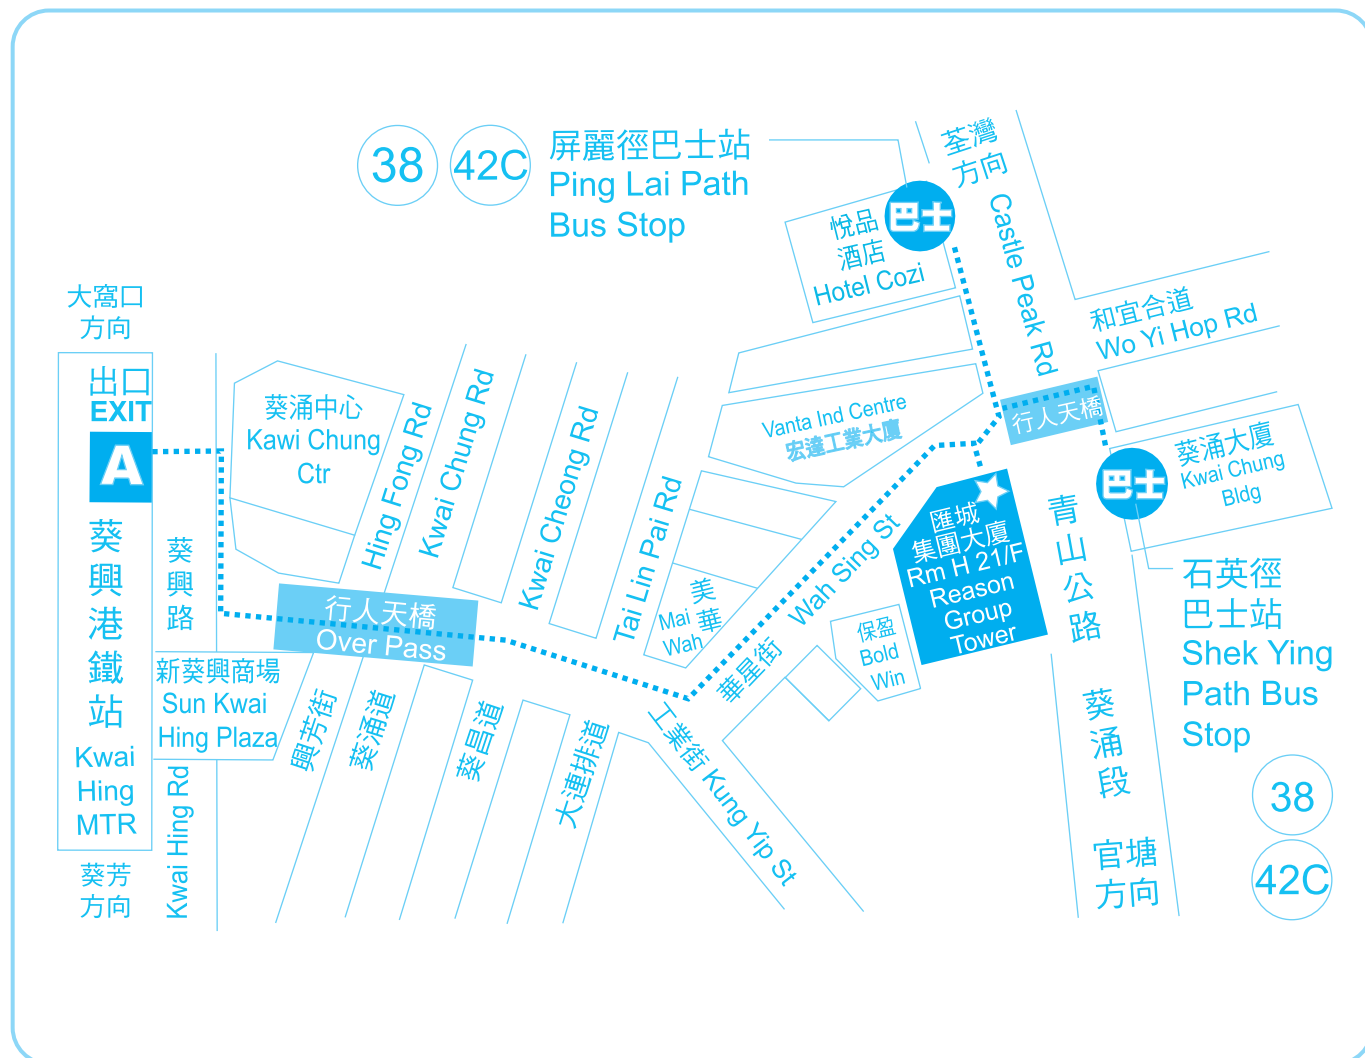 38
42C
屏麗徑巴士站
Ping Lai Path
Bus Stop
荃灣
方向
Castle Peak Rd
巴士
悅品
酒店
Hotel Cozi
和宜合道
Wo Yi Hop Rd
大窩口
方向
出口
EXIT
A
葵興港鐵站
Kwai
Hing
MTR
葵芳
方向
葵興路
Kwai Hing Rd
葵涌中心
Kawi Chung
Ctr
Hing Fong Rd
Kwai Chung Rd
Kwai Cheong Rd
Tai Lin Pai Rd
Vanta Ind Centre
宏達工業大廈
行人天橋
巴士
葵涌大廈
Kwai Chung
Bldg
行人天橋
Over Pass
新葵興商場
Sun Kwai
Hing Plaza
興芳街
葵涌道
葵昌道
大連排道
美華
Mai
Wah
華星街 Wah Sing St
工業街 Kung Yip St
保盈
Bold
Win
匯城
集團大廈
Rm H 21/F
Reason
Group
Tower
青山公路
葵涌段
官塘
方向
石英徑
巴士站
Shek Ying
Path Bus
Stop
38
42C